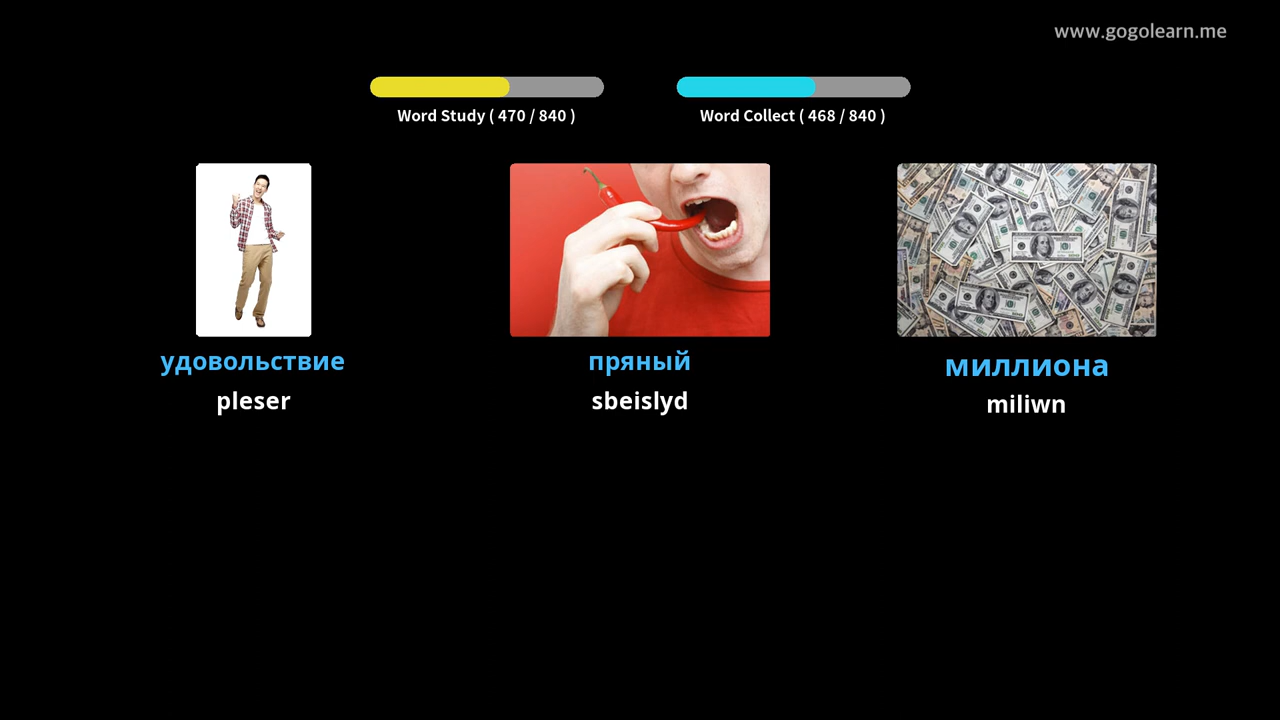 www.gogolearn.me
Word Study ( 470 / 840 )
Word Collect ( 468 / 840 )
удовольствие
pleser
пряный
sbeislyd
миллиона
miliwn